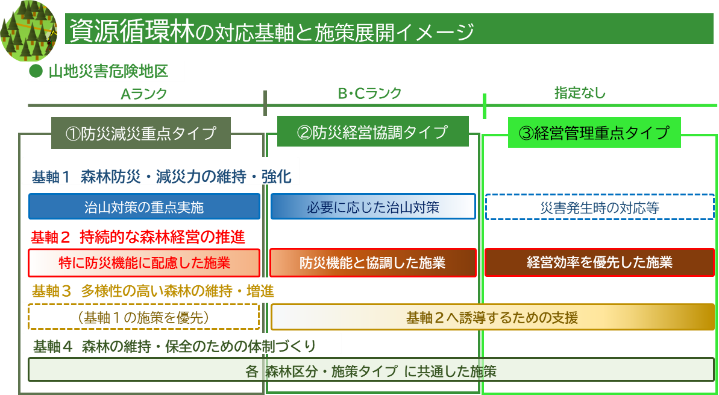 資源循環林の対応基軸と施策展開イメージ
● 山地災害危険地区
Aランク
B・Cランク
指定なし
①防災減災重点タイプ
②防災経営協調タイプ
③経営管理重点タイプ
基軸1 森林防災・減災力の維持・強化
治山対策の重点実施
必要に応じた治山対策
災害発生時の対応等
基軸2 持続的な森林経営の推進
特に防災機能に配慮した施業
防災機能と協調した施業
経営効率を優先した施業
基軸3 多様性の高い森林の維持・増進
（基軸1の施策を優先）
基軸2へ誘導するための支援
基軸4 森林の維持・保全のための体制づくり
各 森林区分・施策タイプ に共通した施策